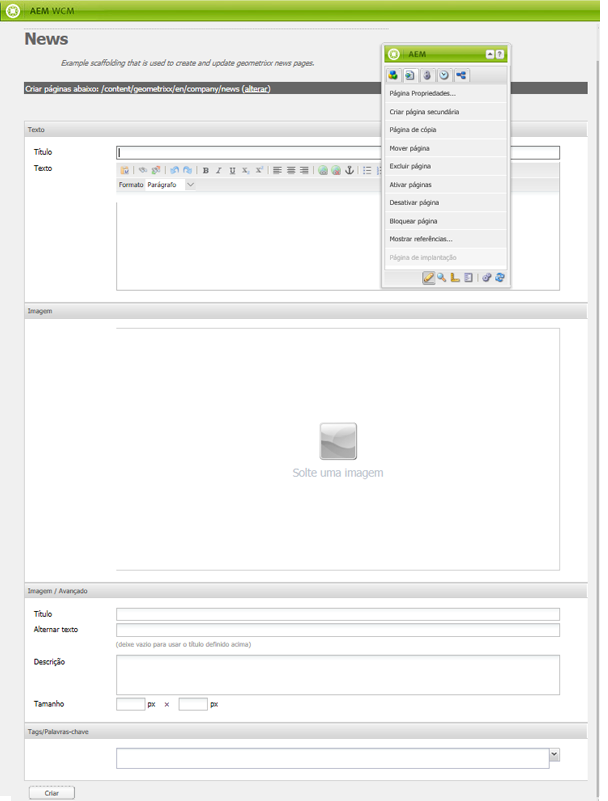 AEM WCM
News
Example scaffolding that is used to create and update geometrixx news pages.
Criar páginas abaixo: /content/geometrixx/en/company/news (alterar)
AEM
Página Propriedades...
Criar página secundária
Página de cópia
Mover página
Excluir página
Ativar páginas
Desativar página
Bloquear página
Mostrar referências...
Página de implantação
Texto
Título
Texto
B I U X₂ X²
Formato Parágrafo
Imagem
Solte uma imagem
Imagem / Avançado
Título
Alternar texto
(deixe vazio para usar o título definido acima)
Descrição
Tamanho px × px
Tags/Palavras-chave
Criar